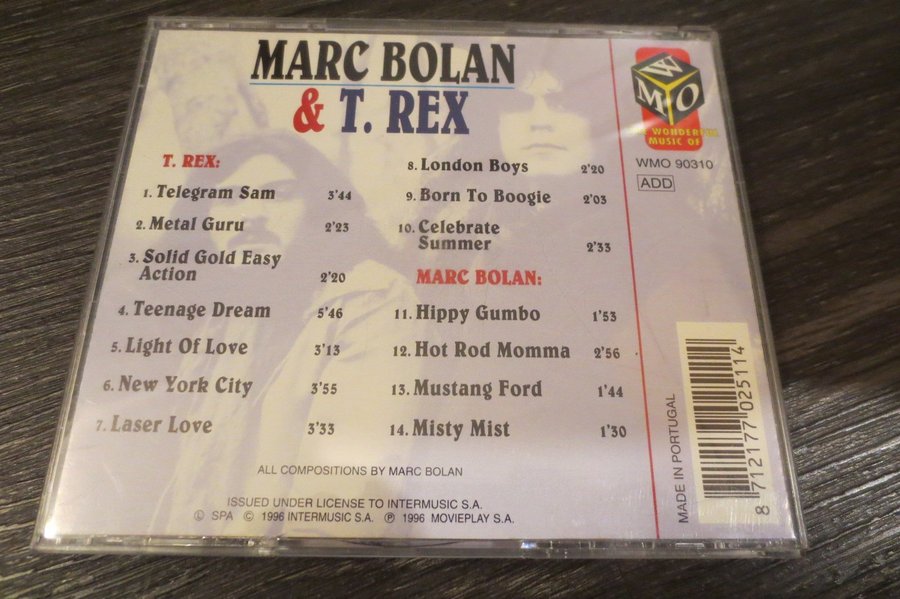 MARC BOLAN
& T. REX
T. REX:
1. Telegram Sam 3'44
2. Metal Guru 2'23
3. Solid Gold Easy
Action 2'20
4. Teenage Dream 5'46
5. Light Of Love 3'13
6. New York City 3'55
7. Laser Love 3'33
8. London Boys 2'20
9. Born To Boogie 2'03
10. Celebrate
Summer 2'33
MARC BOLAN:
11. Hippy Gumbo 1'53
12. Hot Rod Momma 2'56
13. Mustang Ford 1'44
14. Misty Mist 1'30
ALL COMPOSITIONS BY MARC BOLAN
ISSUED UNDER LICENSE TO INTERMUSIC S.A.
Ⓛ SPA © 1996 INTERMUSIC S.A. ℗ 1996 MOVIEPLAY S.A.
WMO
THE WONDERFUL
MUSIC OF
WMO 90310
ADD
MADE IN PORTUGAL
8 712177 025114